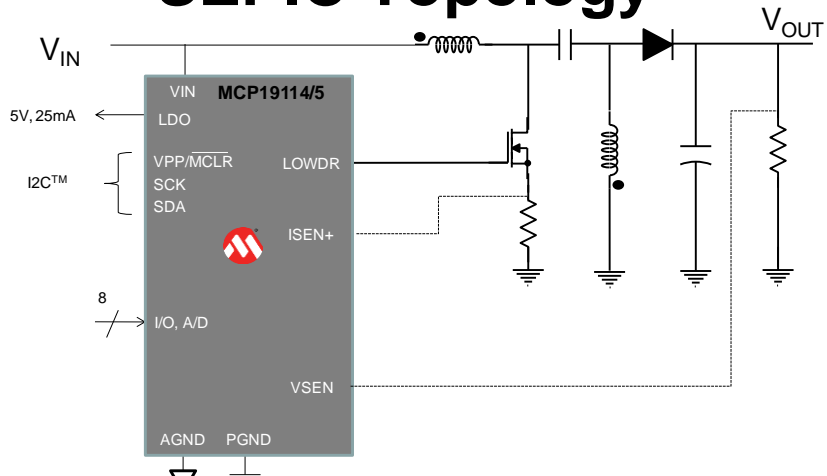 SEPIC Topology
VIN
VOUT
VIN
MCP19114/5
5V, 25mA
LDO
VPP/MCLR
LOWDR
I2C™
SCK
SDA
ISEN+
8
I/O, A/D
VSEN
AGND PGND